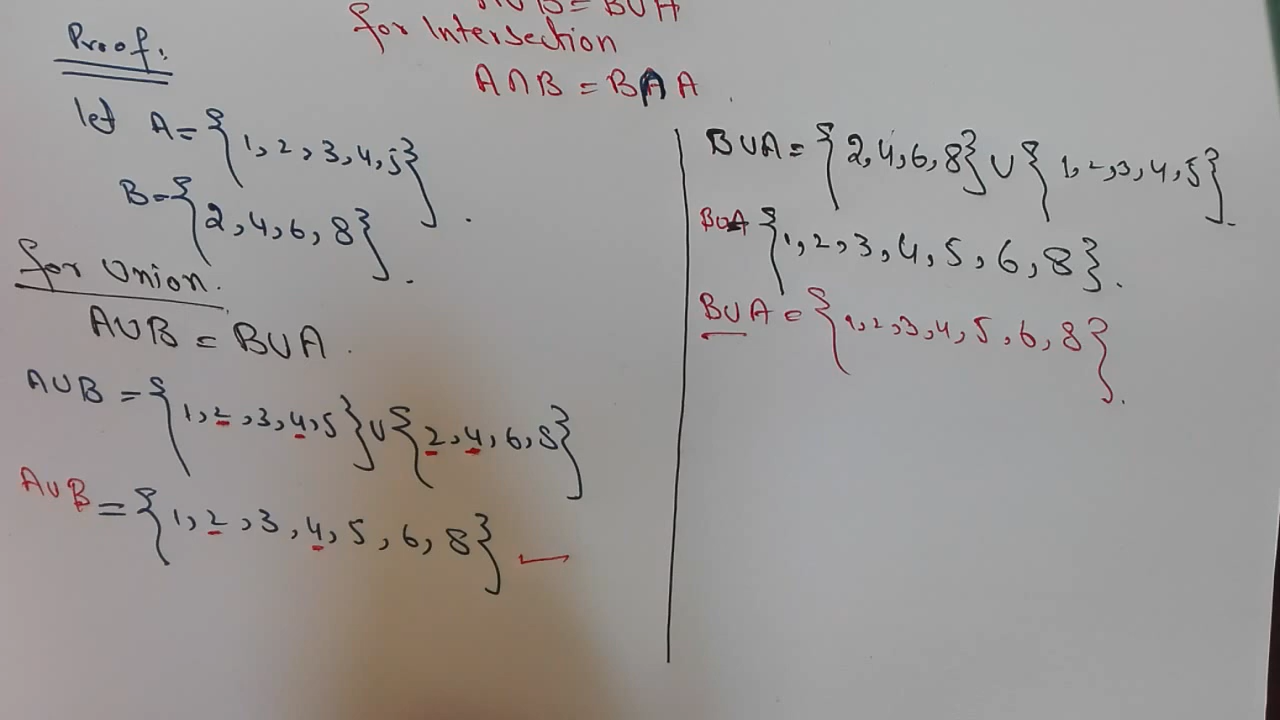 A∪B = B∪A
for Intersection
A∩B = B∩A.
Proof:
let A = {1, 2, 3, 4, 5}
B = {2, 4, 6, 8}.
for Union.
A∪B = B∪A.
A∪B = {1, 2, 3, 4, 5} ∪ {2, 4, 6, 8}
A∪B = {1, 2, 3, 4, 5, 6, 8}
B∪A = {2, 4, 6, 8} ∪ {1, 2, 3, 4, 5}.
B∪A {1, 2, 3, 4, 5, 6, 8}.
B∪A = {1, 2, 3, 4, 5, 6, 8}.